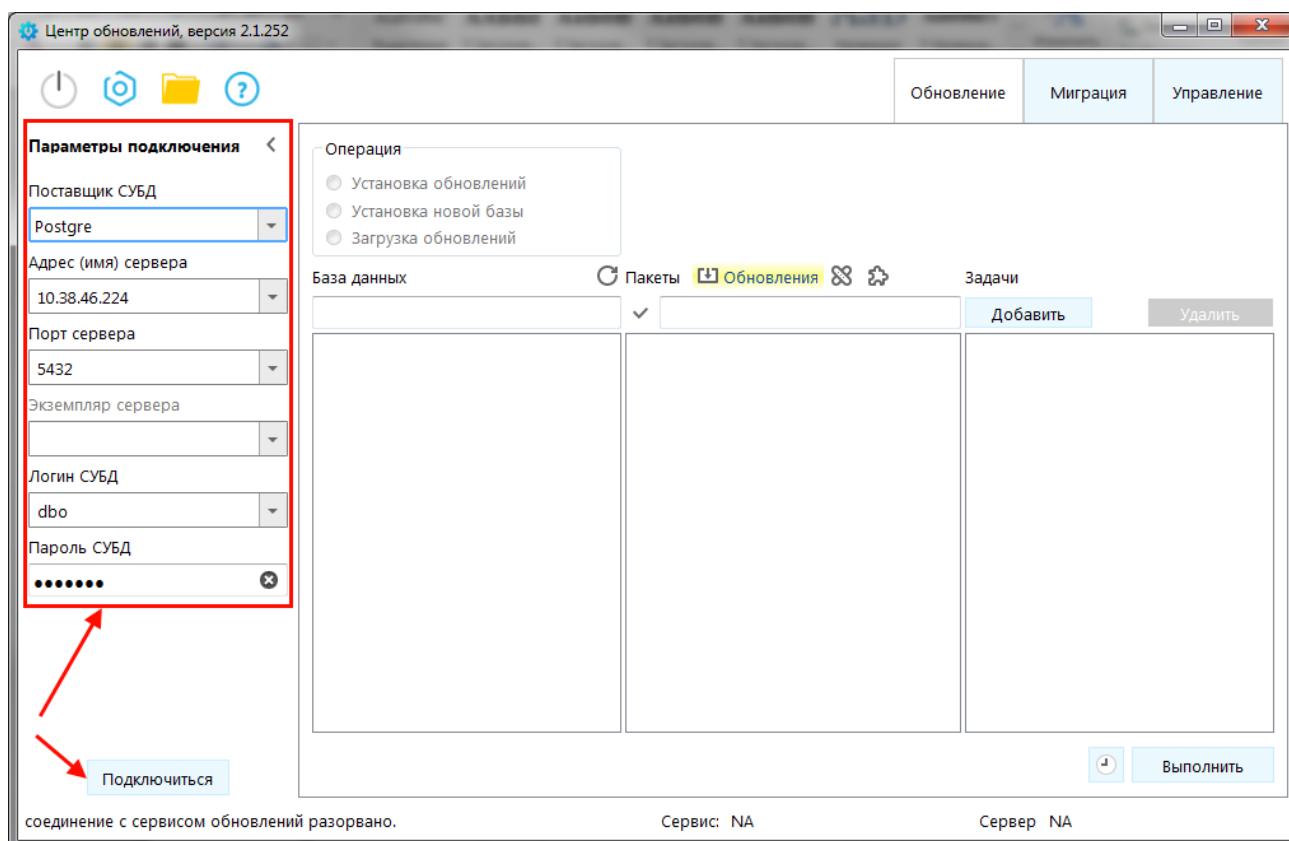 Центр обновлений, версия 2.1.252
Обновление
Миграция
Управление
Параметры подключения
Поставщик СУБД
Postgre
Адрес (имя) сервера
10.38.46.224
Порт сервера
5432
Экземпляр сервера
Логин СУБД
dbo
Пароль СУБД
•••••••
Подключиться
Операция
Установка обновлений
Установка новой базы
Загрузка обновлений
База данных
Пакеты
Обновления
Задачи
Добавить
Удалить
Выполнить
соединение с сервисом обновлений разорвано.
Сервис: NA
Сервер NA